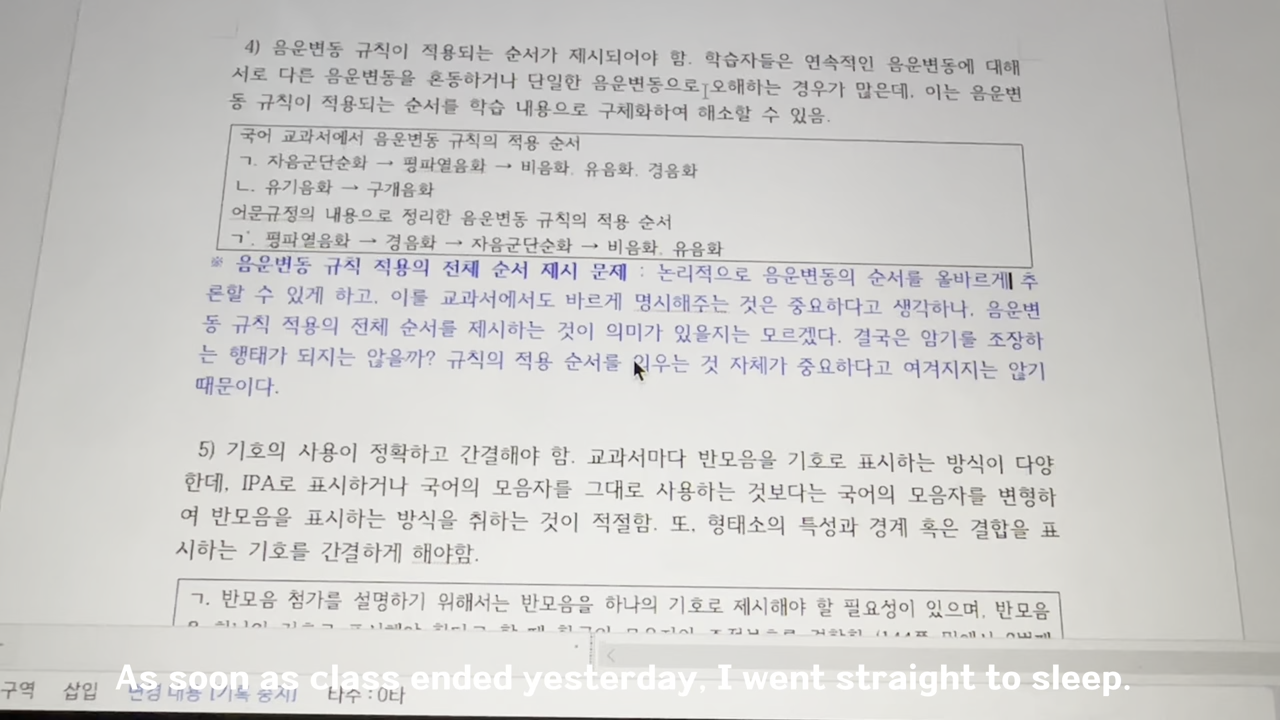 4) 음운변동 규칙이 적용되는 순서가 제시되어야 함. 학습자들은 연속적인 음운변동에 대해
서로 다른 음운변동을 혼동하거나 단일한 음운변동으로 오해하는 경우가 많은데, 이는 음운변
동 규칙이 적용되는 순서를 학습 내용으로 구체화하여 해소할 수 있음.
국어 교과서에서 음운변동 규칙의 적용 순서
ㄱ. 자음군단순화 → 평파열음화 → 비음화, 유음화, 경음화
ㄴ. 유기음화 → 구개음화
어문규정의 내용으로 정리한 음운변동 규칙의 적용 순서
ㄱ'. 평파열음화 → 경음화 → 자음군단순화 → 비음화, 유음화
※ 음운변동 규칙 적용의 전체 순서 제시 문제 : 논리적으로 음운변동의 순서를 올바르게 추
론할 수 있게 하고, 이를 교과서에서도 바르게 명시해주는 것은 중요하다고 생각하나, 음운변
동 규칙 적용의 전체 순서를 제시하는 것이 의미가 있을지는 모르겠다. 결국은 암기를 조장하
는 행태가 되지는 않을까? 규칙의 적용 순서를 외우는 것 자체가 중요하다고 여겨지지는 않기
때문이다.
5) 기호의 사용이 정확하고 간결해야 함. 교과서마다 반모음을 기호로 표시하는 방식이 다양
한데, IPA로 표시하거나 국어의 모음자를 그대로 사용하는 것보다는 국어의 모음자를 변형하
여 반모음을 표시하는 방식을 취하는 것이 적절함. 또, 형태소의 특성과 경계 혹은 결합을 표
시하는 기호를 간결하게 해야함.
ㄱ. 반모음 첨가를 설명하기 위해서는 반모음을 하나의 기호로 제시해야 할 필요성이 있으며, 반모음
구역 삽입 변경 내용 [기록 중지] 타수 : 0타
As soon as class ended yesterday, I went straight to sleep.